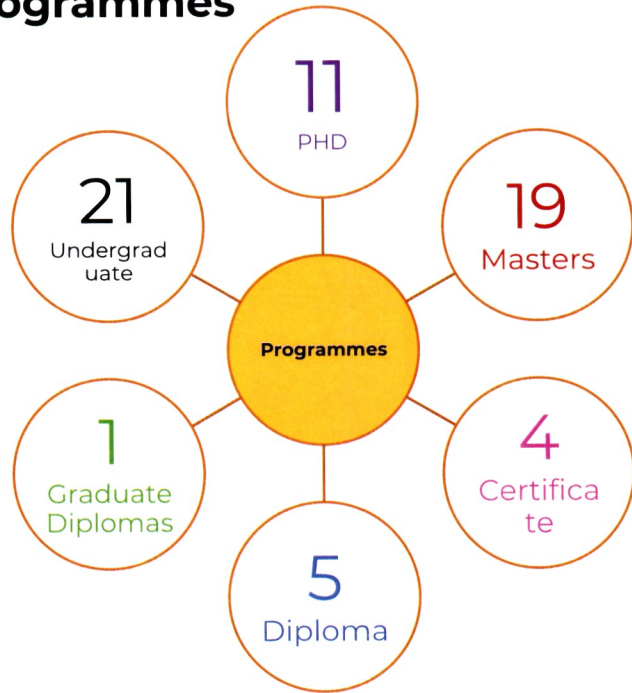 ogrammes
11
PHD
21
Undergrad
uate
19
Masters
Programmes
1
Graduate
Diplomas
4
Certifica
te
5
Diploma